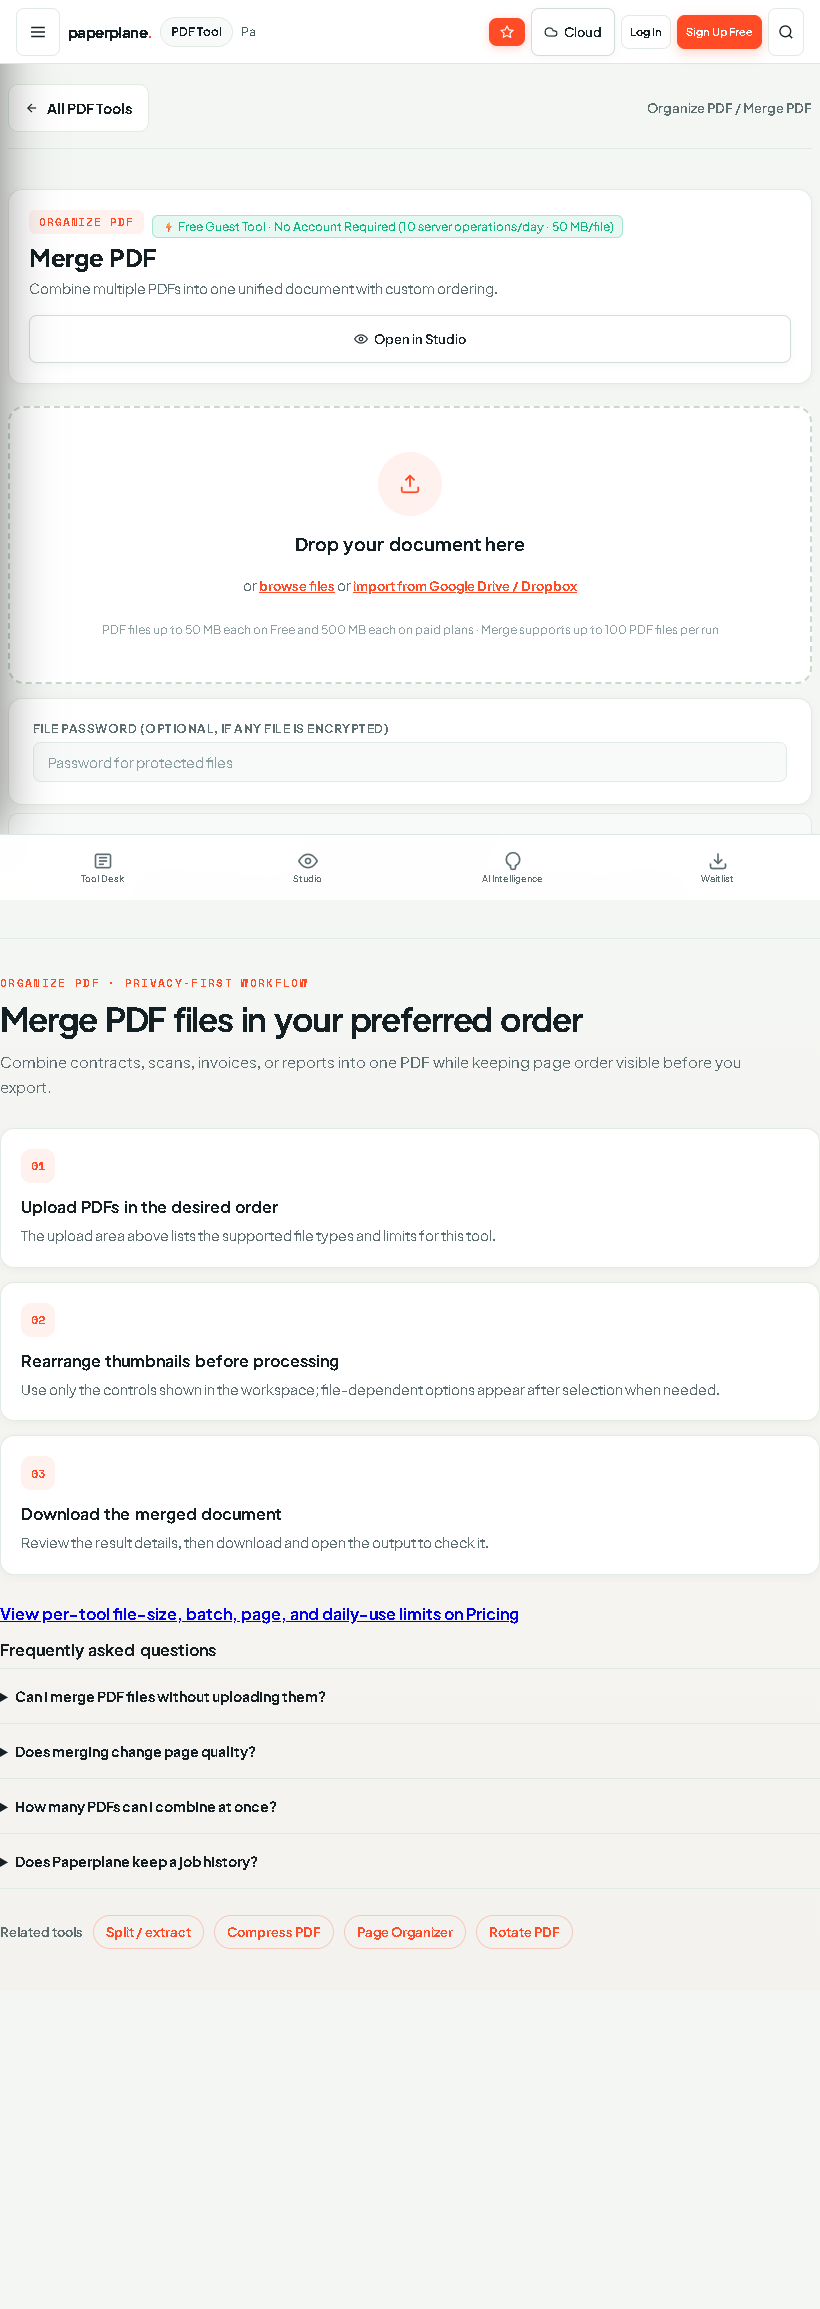 paperplane.
PDF Tool
Pa
Cloud
Log In
Sign Up Free
All PDF Tools
Organize PDF / Merge PDF
ORGANIZE PDF
Free Guest Tool · No Account Required (10 server operations/day · 50 MB/file)
Merge PDF
Combine multiple PDFs into one unified document with custom ordering.
Open in Studio
Drop your document here
or browse files or import from Google Drive / Dropbox
PDF files up to 50 MB each on Free and 500 MB each on paid plans · Merge supports up to 100 PDF files per run
FILE PASSWORD (OPTIONAL, IF ANY FILE IS ENCRYPTED)
Password for protected files
Tool Desk
Studio
AI Intelligence
Waitlist
ORGANIZE PDF · PRIVACY-FIRST WORKFLOW
Merge PDF files in your preferred order
Combine contracts, scans, invoices, or reports into one PDF while keeping page order visible before you
export.
01
Upload PDFs in the desired order
The upload area above lists the supported file types and limits for this tool.
02
Rearrange thumbnails before processing
Use only the controls shown in the workspace; file-dependent options appear after selection when needed.
03
Download the merged document
Review the result details, then download and open the output to check it.
View per-tool file-size, batch, page, and daily-use limits on Pricing
Frequently asked questions
Can I merge PDF files without uploading them?
Does merging change page quality?
How many PDFs can I combine at once?
Does Paperplane keep a job history?
Related tools
Split / extract
Compress PDF
Page Organizer
Rotate PDF